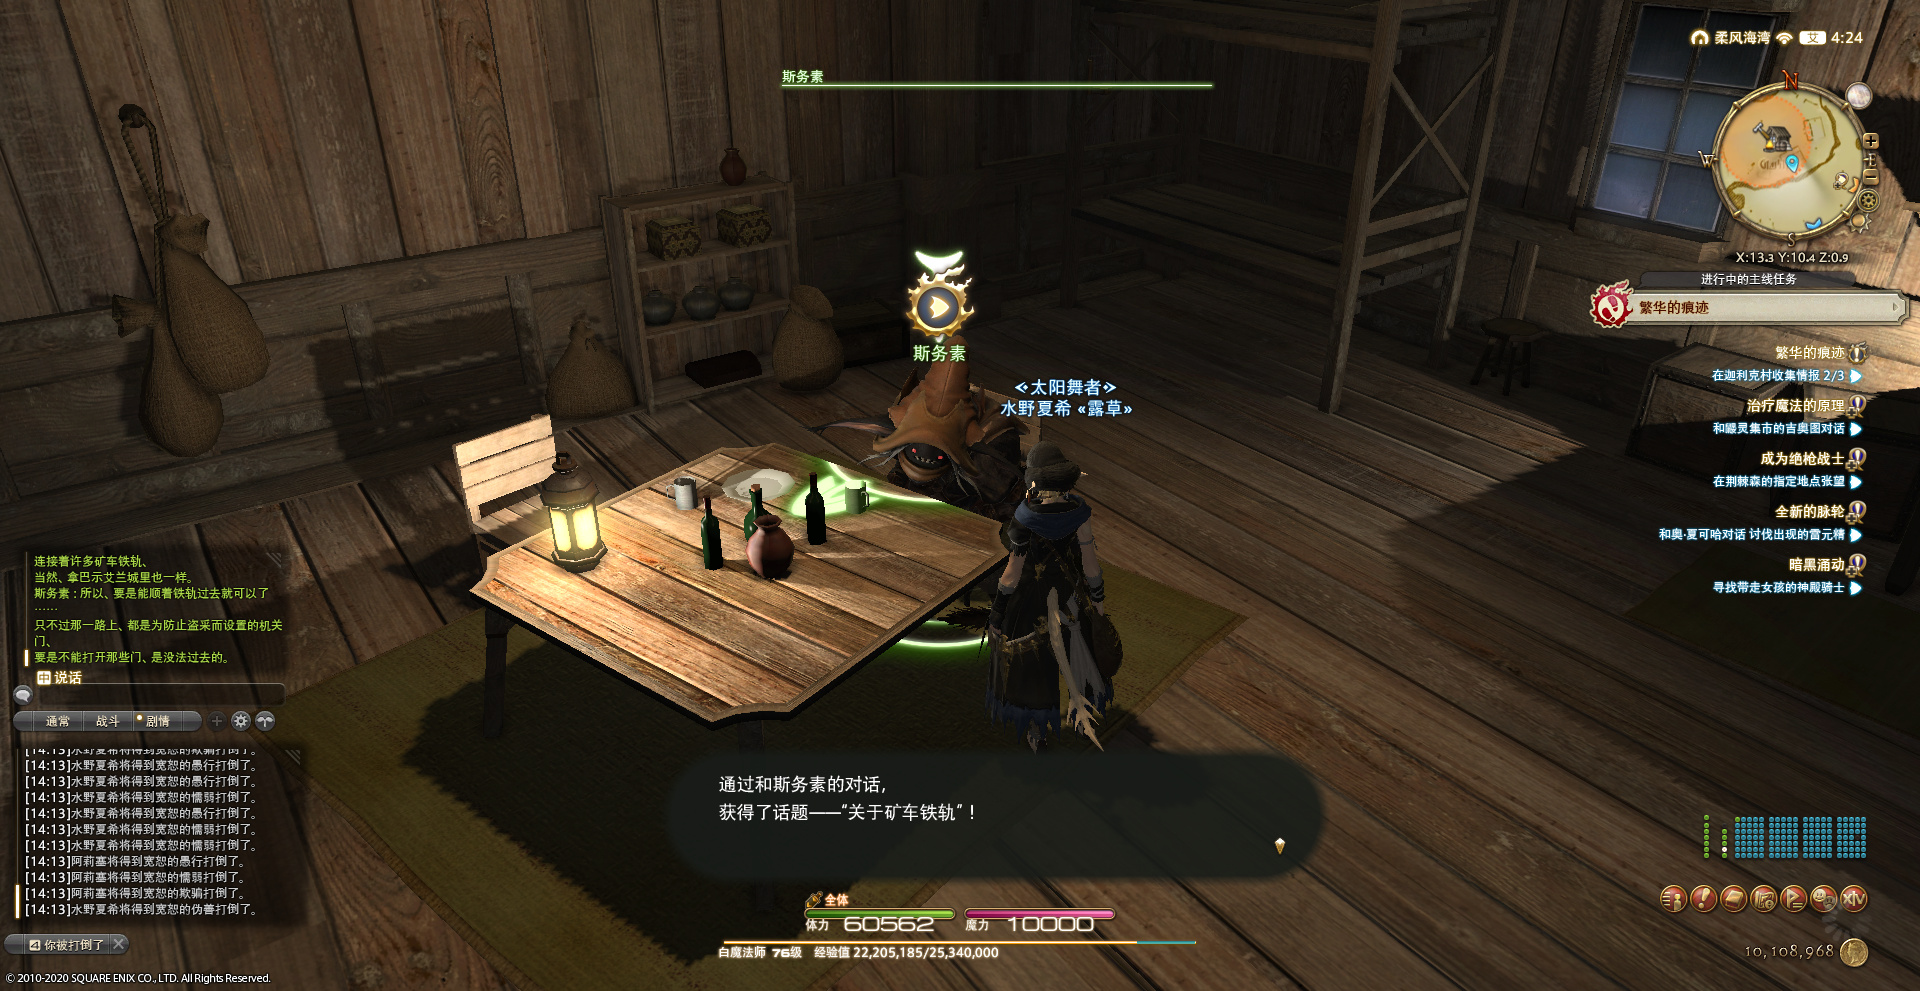 柔风海湾 艾 4:24
斯务素
N
W
E
S
X:13.3 Y:10.4 Z:0.9
进行中的主线任务
繁华的痕迹
繁华的痕迹
在迦利克村收集情报 2/3
治疗魔法的原理
和鼹灵集市的吉奥图对话
成为绝枪战士
在荆棘森的指定地点张望
全新的脉轮
和奥·夏可哈对话 讨伐出现的雷元精
暗黑涌动
寻找带走女孩的神殿骑士
斯务素
太阳舞者
水野夏希 «露草»
连接着许多矿车铁轨、
当然、拿巴示艾兰城里也一样。
斯务素：所以、要是能顺着铁轨过去就可以了
……
只不过那一路上、都是为防止盗采而设置的机关
门、
要是不能打开那些门、是没法过去的。
说话
通常 战斗 剧情
[14:13]水野夏希将得到宽恕的欺骗打倒了。
[14:13]水野夏希将得到宽恕的愚行打倒了。
[14:13]水野夏希将得到宽恕的愚行打倒了。
[14:13]水野夏希将得到宽恕的懦弱打倒了。
[14:13]水野夏希将得到宽恕的愚行打倒了。
[14:13]水野夏希将得到宽恕的懦弱打倒了。
[14:13]水野夏希将得到宽恕的懦弱打倒了。
[14:13]阿莉塞将得到宽恕的愚行打倒了。
[14:13]阿莉塞将得到宽恕的懦弱打倒了。
[14:13]阿莉塞将得到宽恕的欺骗打倒了。
[14:13]水野夏希将得到宽恕的伪善打倒了。
4 你被打倒了
通过和斯务素的对话,
获得了话题——“关于矿车铁轨”！
全体
体力 60562 魔力 10000
白魔法师 76级 经验值 22,205,185/25,340,000
10,108,968
© 2010-2020 SQUARE ENIX CO., LTD. All Rights Reserved.